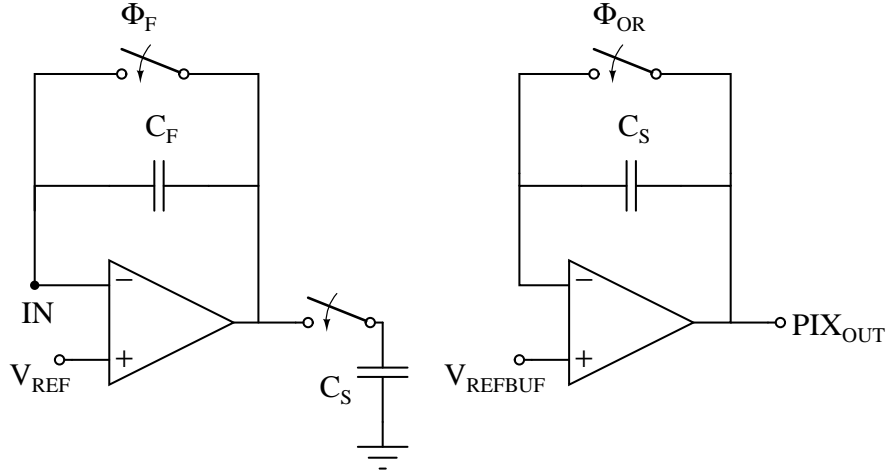 Φ_F
Φ_OR
C_F
C_S
−
−
IN
+
+
V_REF
V_REFBUF
PIX_OUT
C_S